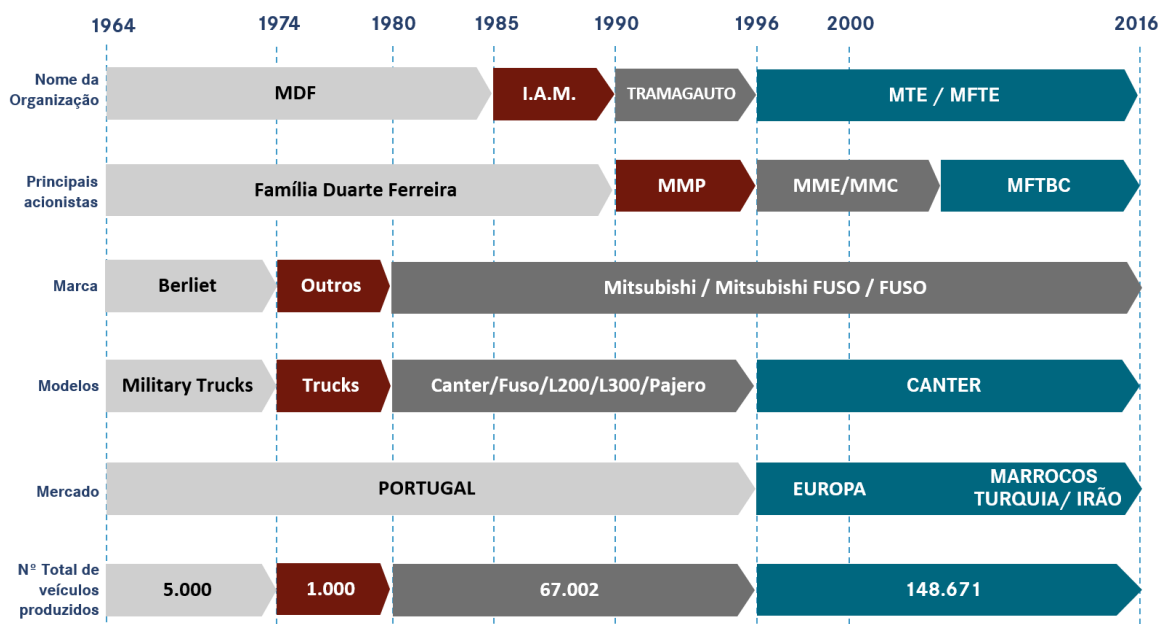 1964 1974 1980 1985 1990 1996 2000 2016
Nome da
Organização
MDF I.A.M. TRAMAGAUTO MTE / MFTE
Principais
acionistas
Família Duarte Ferreira MMP MME/MMC MFTBC
Marca Berliet Outros Mitsubishi / Mitsubishi FUSO / FUSO
Modelos Military Trucks Trucks Canter/Fuso/L200/L300/Pajero CANTER
Mercado PORTUGAL EUROPA
MARROCOS
TURQUIA/ IRÃO
Nº Total de
veículos
produzidos
5.000 1.000 67.002 148.671